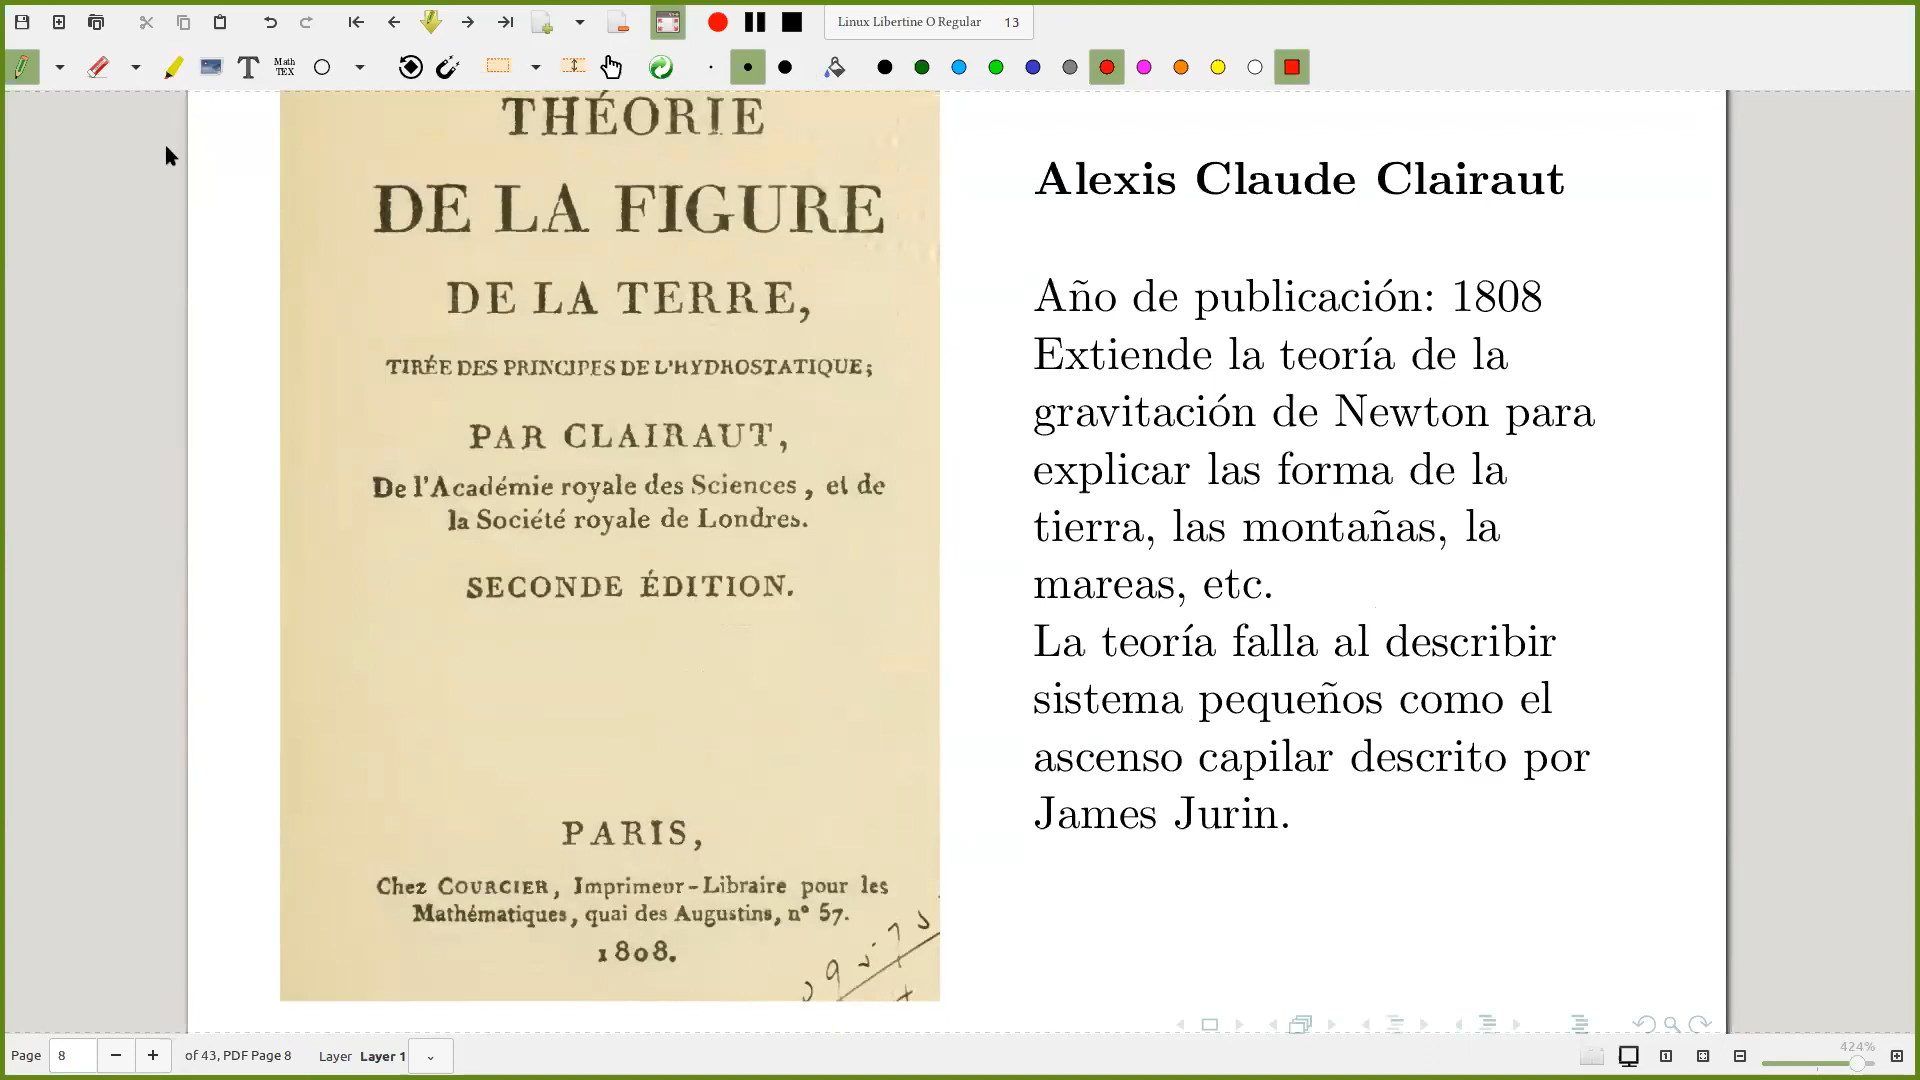 Linux Libertine O Regular 13
Math
TEX
THÉORIE
DE LA FIGURE
DE LA TERRE,
TIRÉE DES PRINCIPES DE L'HYDROSTATIQUE;
PAR CLAIRAUT,
De l'Académie royale des Sciences, et de
la Société royale de Londres.
SECONDE ÉDITION.
PARIS,
Chez COURCIER, Imprimeur-Libraire pour les
Mathématiques, quai des Augustins, n° 57.
1808.
Alexis Claude Clairaut
Año de publicación: 1808
Extiende la teoría de la
gravitación de Newton para
explicar las forma de la
tierra, las montañas, la
mareas, etc.
La teoría falla al describir
sistema pequeños como el
ascenso capilar descrito por
James Jurin.
Page 8 of 43, PDF Page 8 Layer Layer 1
424%